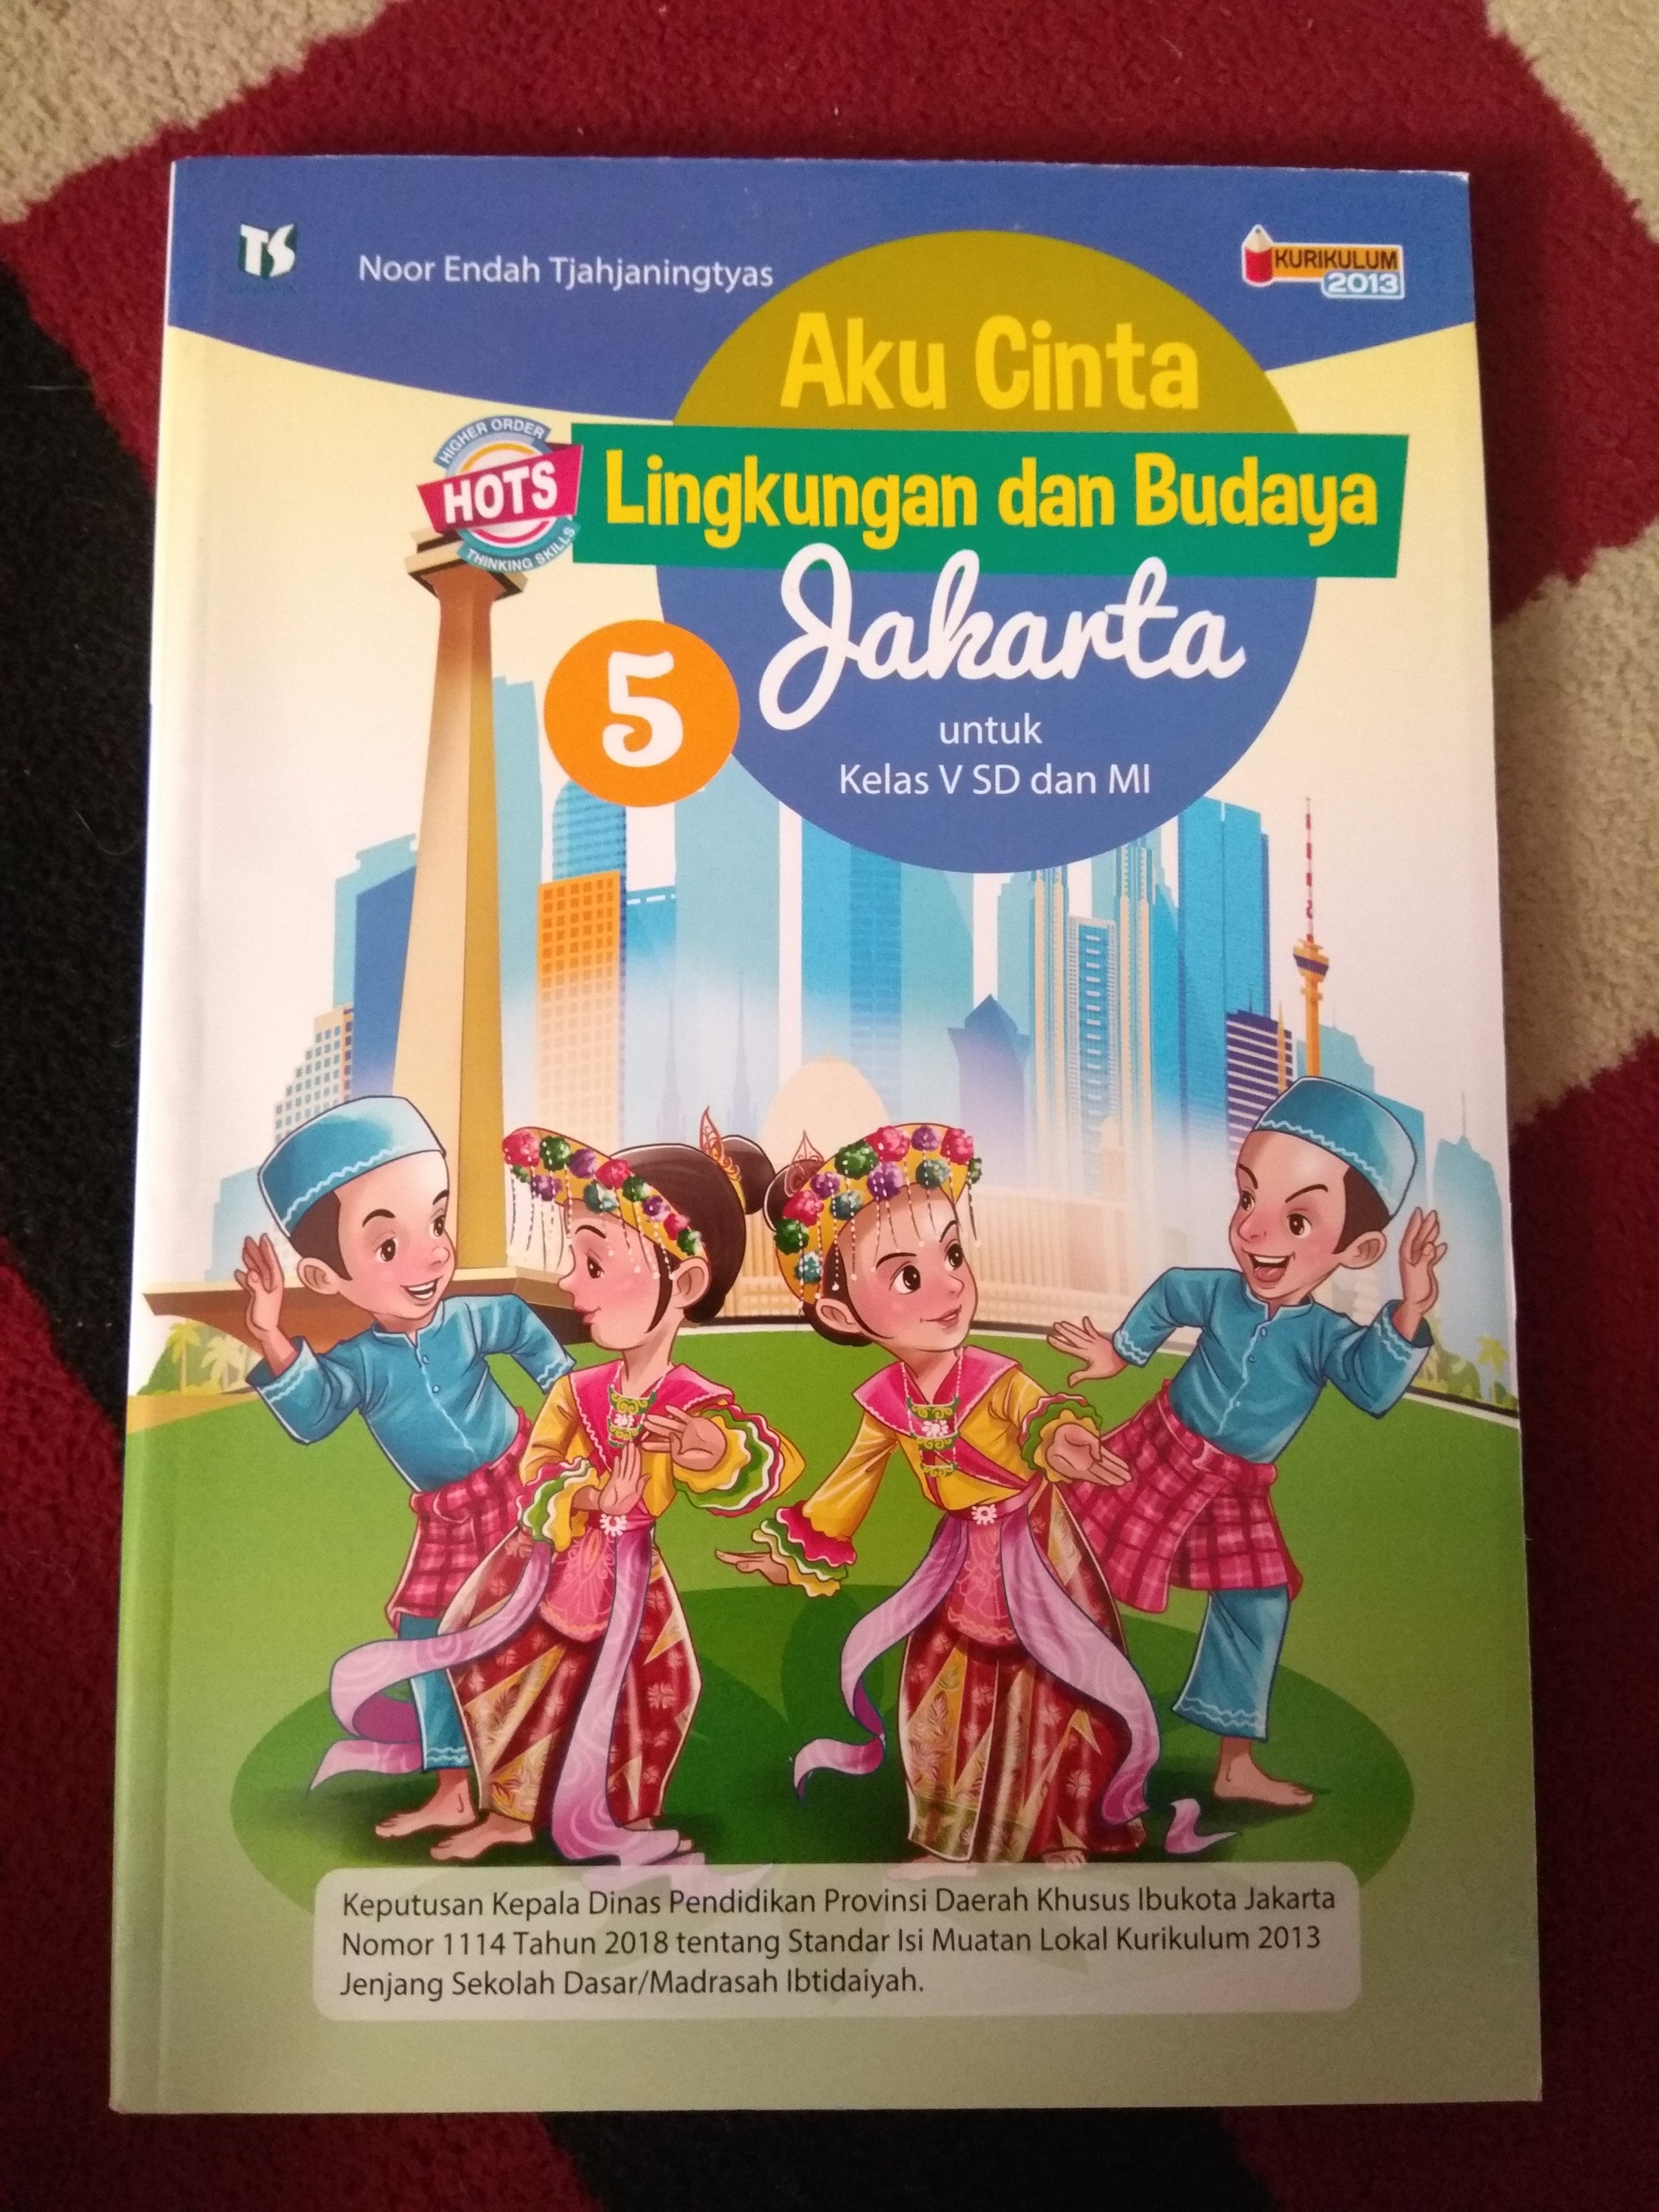 TS
Noor Endah Tjahjaningtyas
KURIKULUM
2013
Aku Cinta
Lingkungan dan Budaya
Jakarta
HIGHER ORDER
HOTS
THINKING SKILLS
5
untuk
Kelas V SD dan MI
Keputusan Kepala Dinas Pendidikan Provinsi Daerah Khusus Ibukota Jakarta
Nomor 1114 Tahun 2018 tentang Standar Isi Muatan Lokal Kurikulum 2013
Jenjang Sekolah Dasar/Madrasah Ibtidaiyah.